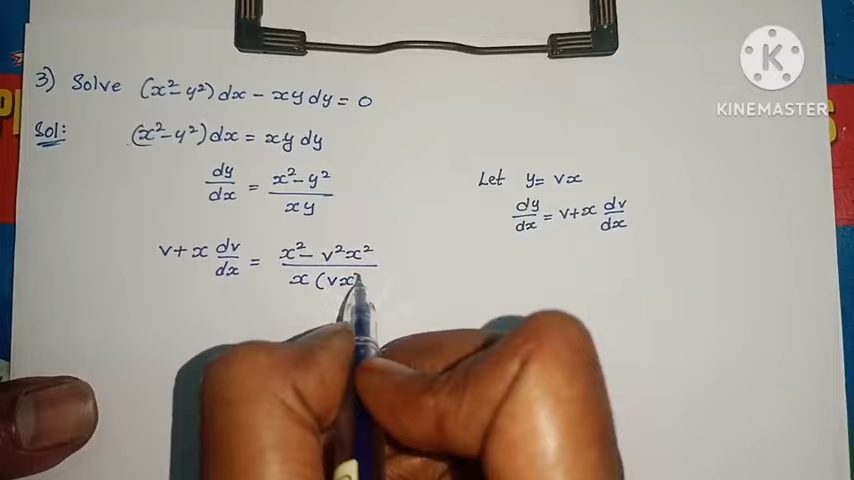 3) Solve (x²-y²)dx - xy dy = 0
Sol: (x²-y²)dx = xy dy
dy/dx = x²-y²/xy
Let y = vx
dy/dx = v+x dv/dx
v+x dv/dx = x²-v²x²/x(vx)
K
KINEMASTER